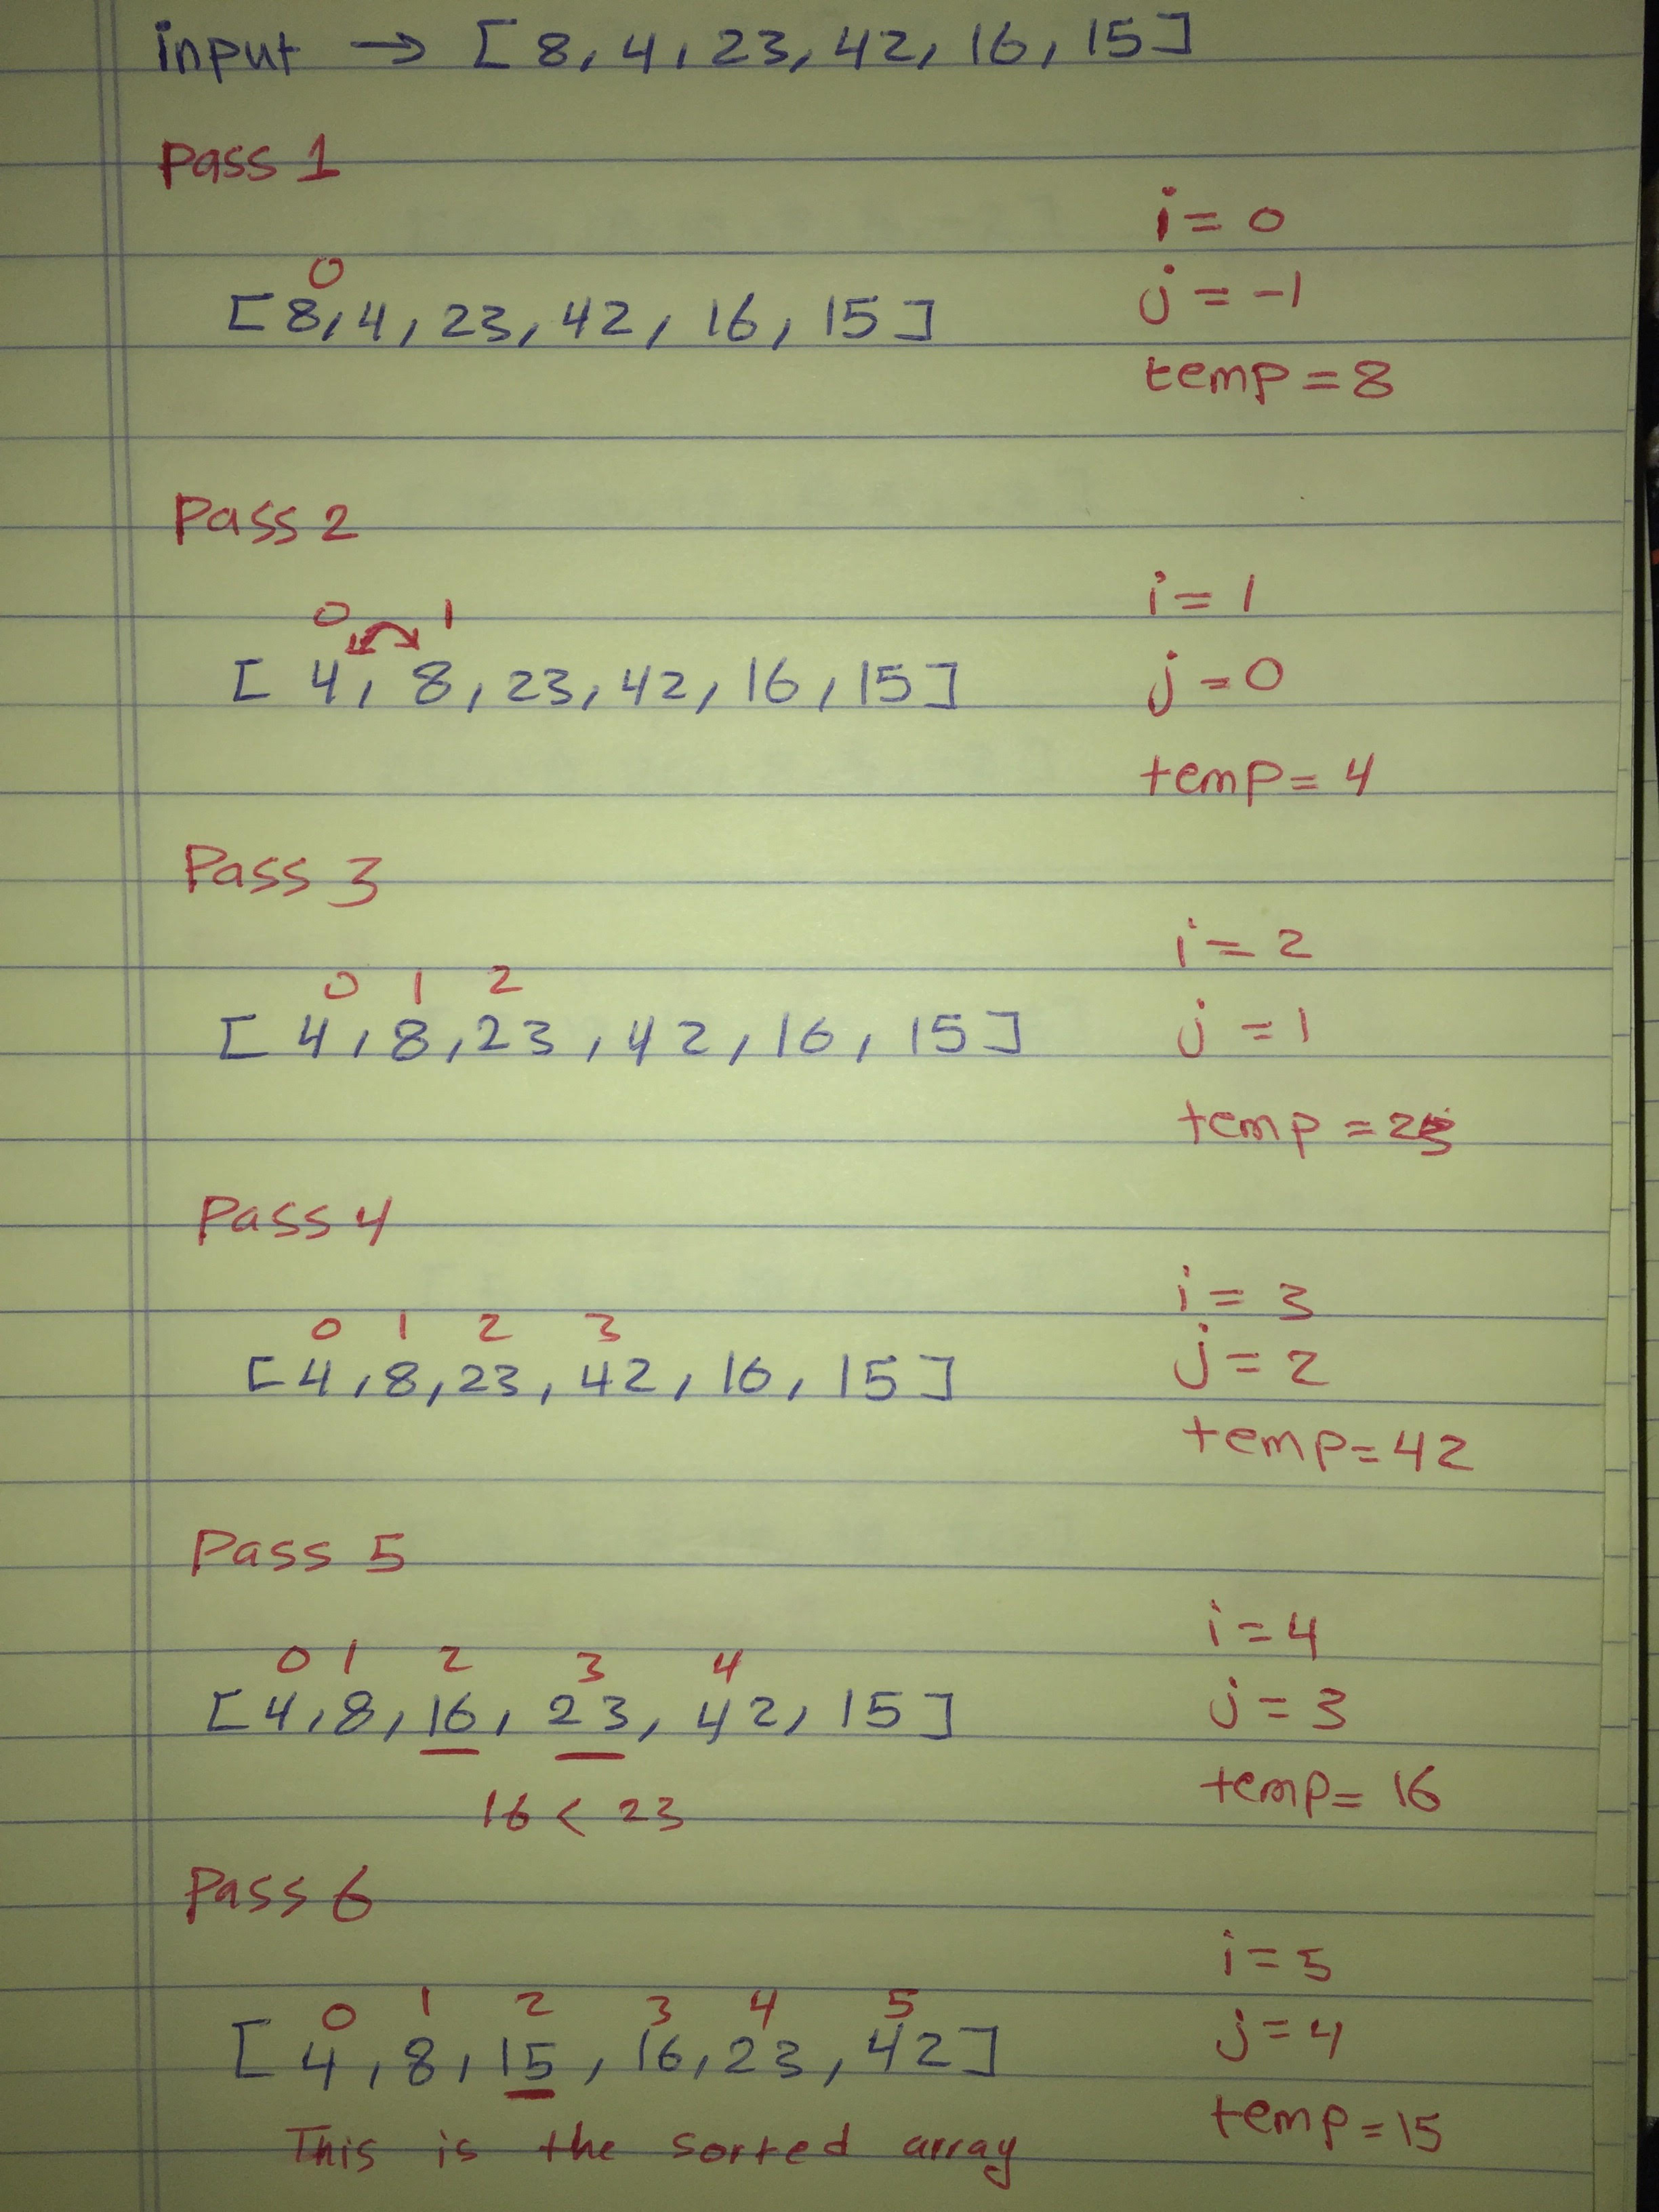 input → [8, 4, 23, 42, 16, 15]
Pass 1
i = 0
0
j = -1
[8, 4, 23, 42, 16, 15]
temp = 8
Pass 2
i = 1
0 1
j = 0
[4, 8, 23, 42, 16, 15]
temp = 4
Pass 3
i = 2
0 1 2
j = 1
[4, 8, 23, 42, 16, 15]
temp =
Pass 4
i = 3
0 1 2 3
j = 2
[4, 8, 23, 42, 16, 15]
temp = 42
Pass 5
i = 4
0 1 2 3 4
j = 3
[4, 8, 16, 23, 42, 15]
temp = 16
16 < 23
Pass 6
i = 5
0 1 2 3 4 5
j = 4
[4, 8, 15, 16, 23, 42]
temp = 15
This is the sorted array